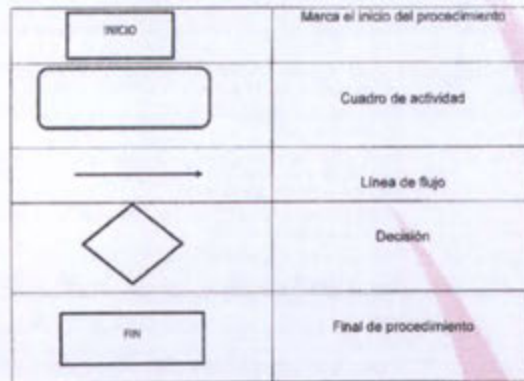 INICIO
Marca el inicio del procedimiento
Cuadro de actividad
Línea de flujo
Decisión
FIN
Final de procedimiento